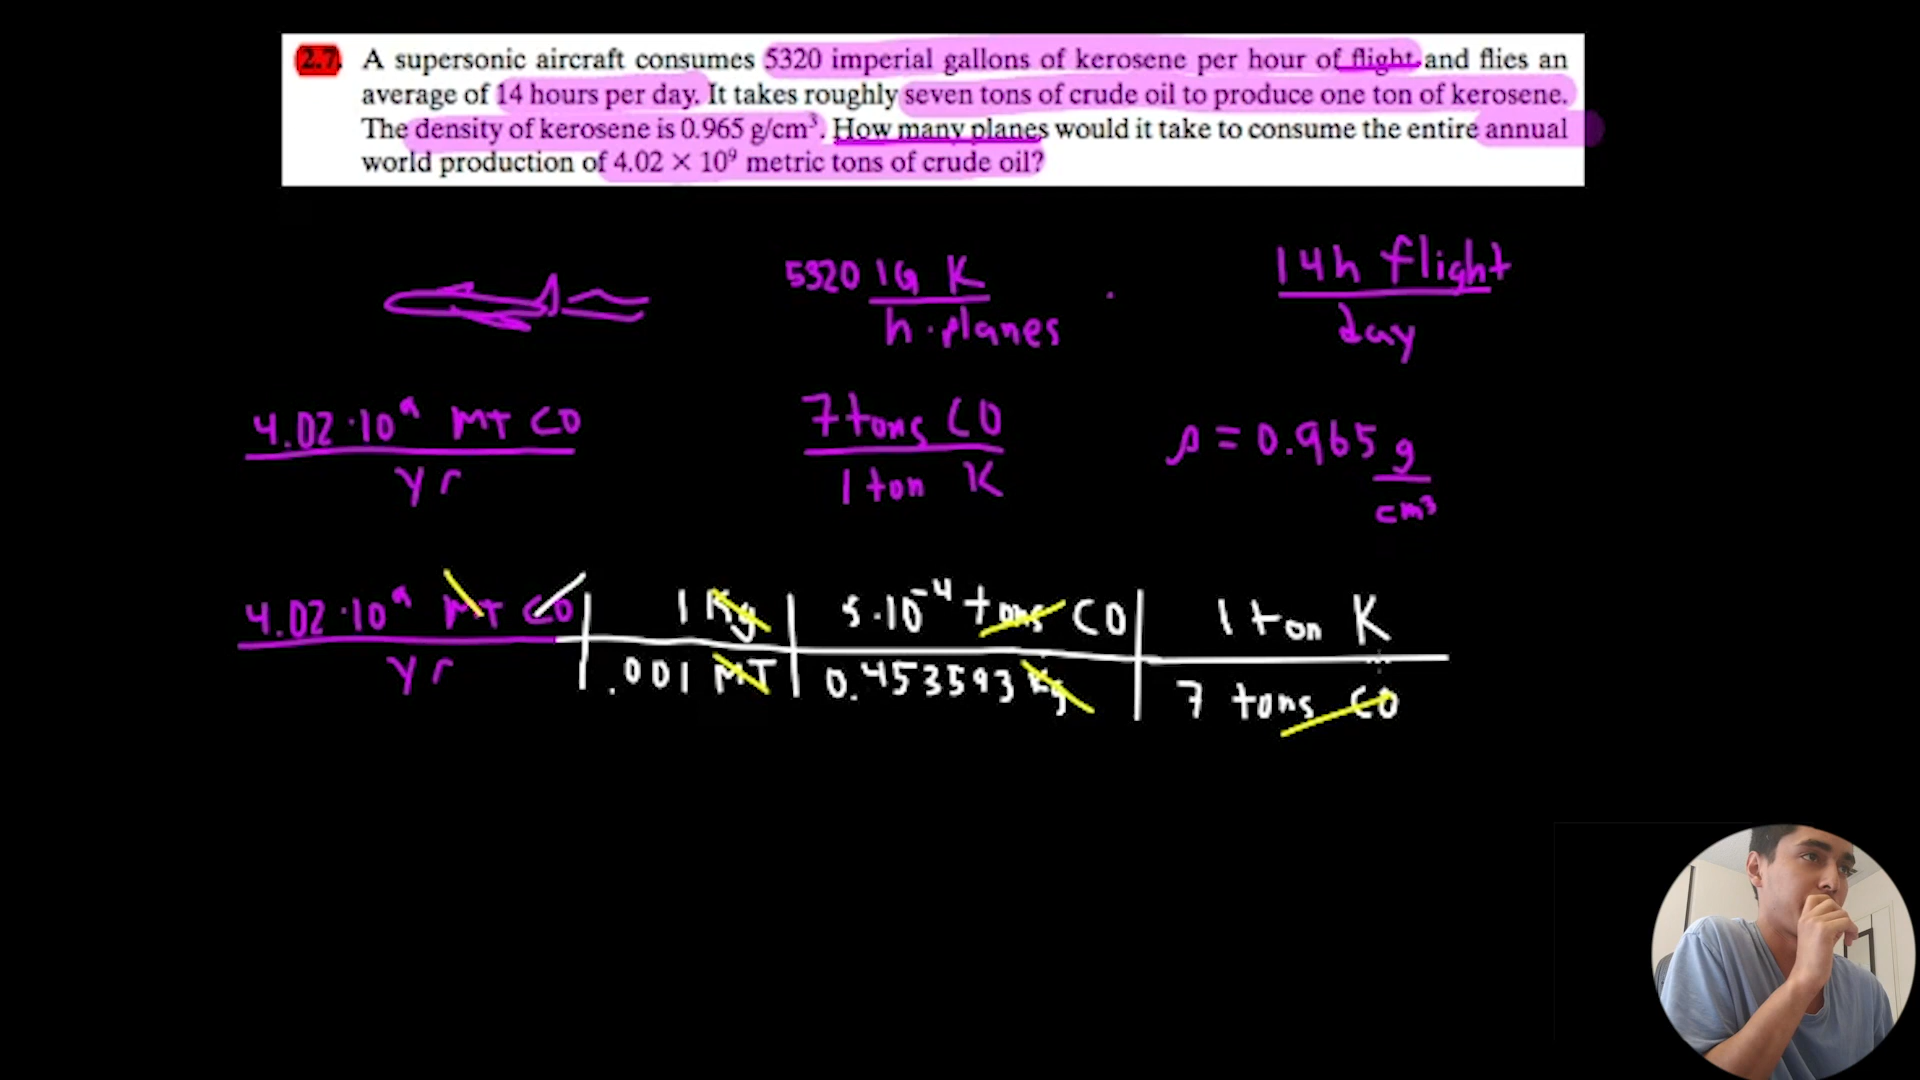 2.7. A supersonic aircraft consumes 5320 imperial gallons of kerosene per hour of flight and flies an
average of 14 hours per day. It takes roughly seven tons of crude oil to produce one ton of kerosene.
The density of kerosene is 0.965 g/cm³. How many planes would it take to consume the entire annual
world production of 4.02 × 10⁹ metric tons of crude oil?
5320 IG K / h · planes · 14h flight / day
4.02 · 10⁹ MT CO / yr
7 tons CO / 1 ton K
ρ = 0.965 g / cm³
4.02 · 10⁹ MT CO | 1 Kg | 5 · 10⁻⁴ tons CO | 1 ton K
yr | .001 MT | 0.453593 Kg | 7 tons CO